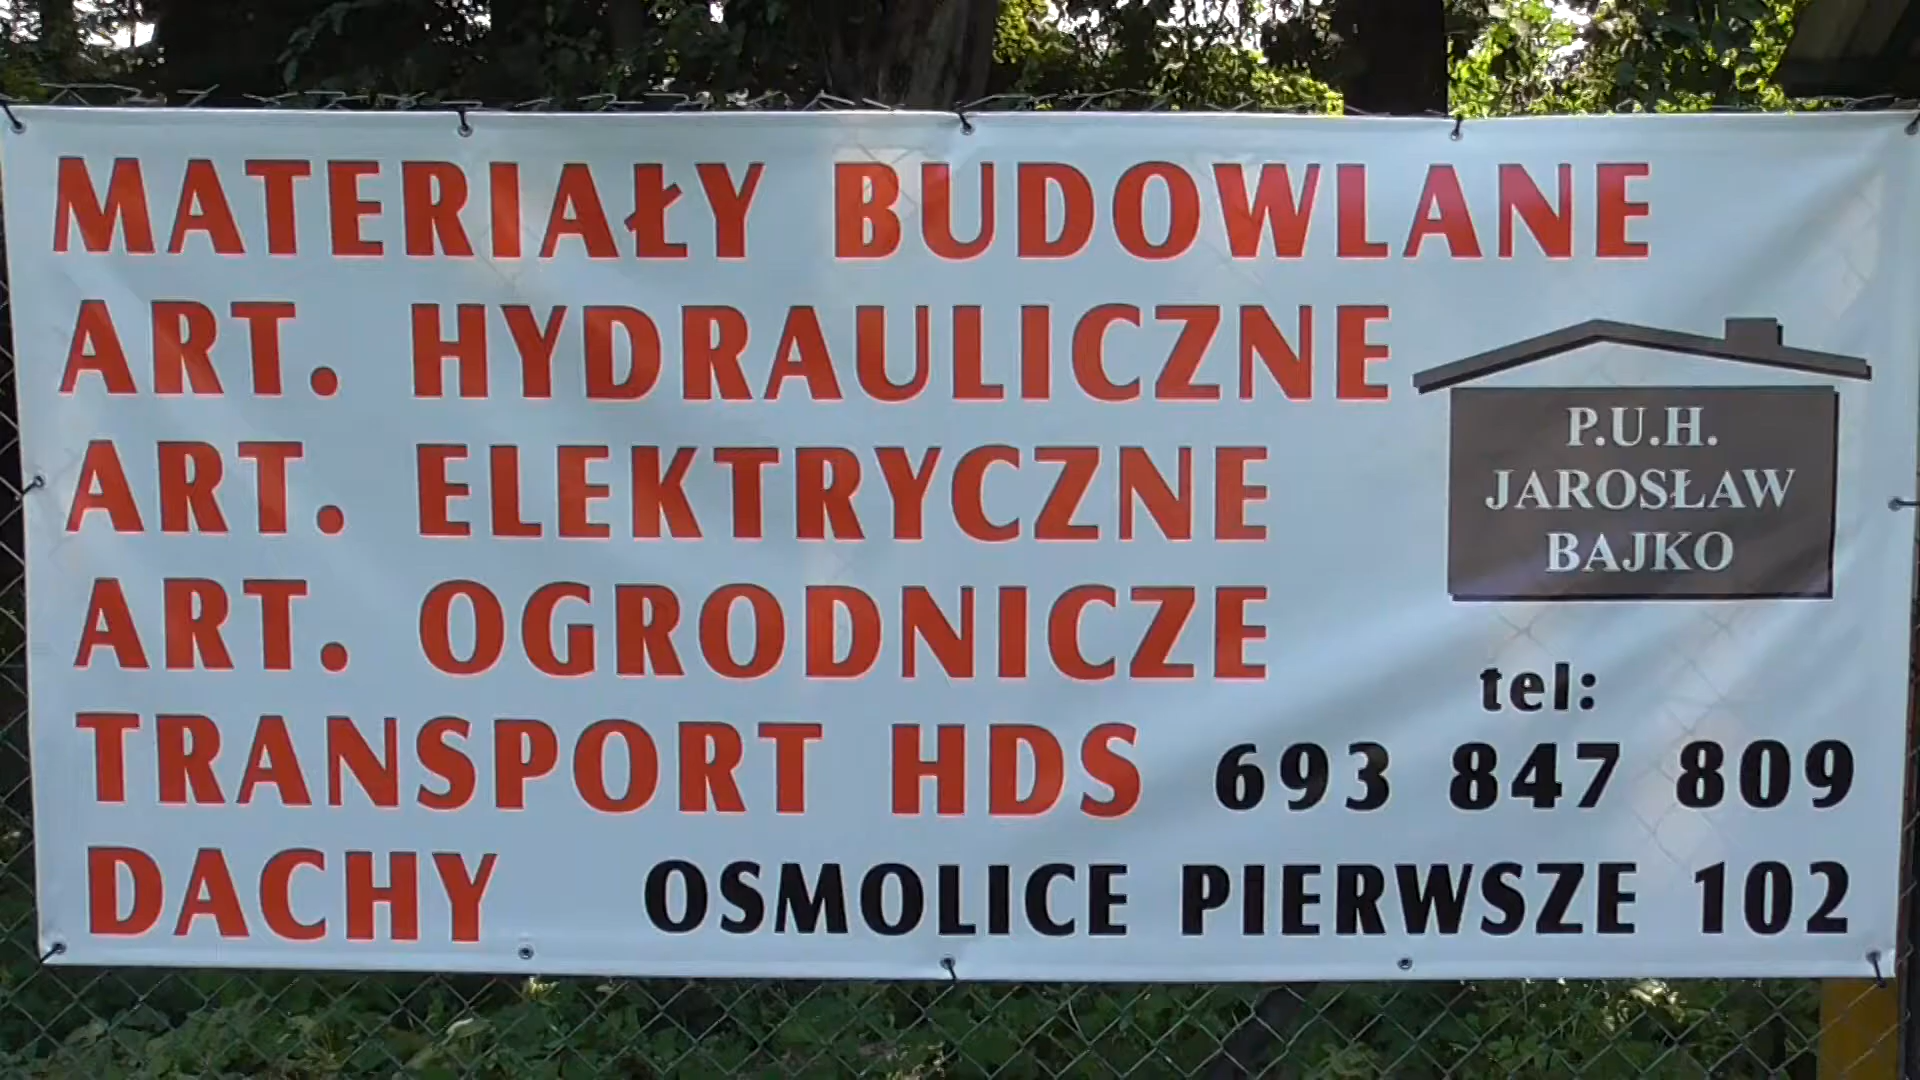 MATERIAŁY BUDOWLANE
ART. HYDRAULICZNE
ART. ELEKTRYCZNE
ART. OGRODNICZE
TRANSPORT HDS
DACHY
P.U.H.
JAROSŁAW
BAJKO
tel:
693 847 809
OSMOLICE PIERWSZE 102